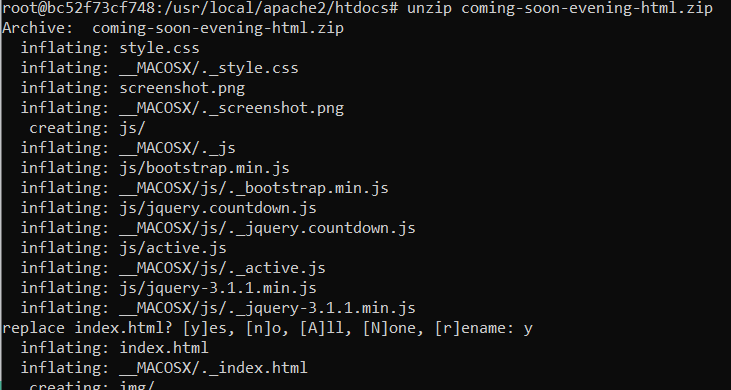 root@bc52f73cf748:/usr/local/apache2/htdocs# unzip coming-soon-evening-html.zip
Archive:  coming-soon-evening-html.zip
  inflating: style.css
  inflating: __MACOSX/._style.css
  inflating: screenshot.png
  inflating: __MACOSX/._screenshot.png
   creating: js/
  inflating: __MACOSX/._js
  inflating: js/bootstrap.min.js
  inflating: __MACOSX/js/._bootstrap.min.js
  inflating: js/jquery.countdown.js
  inflating: __MACOSX/js/._jquery.countdown.js
  inflating: js/active.js
  inflating: __MACOSX/js/._active.js
  inflating: js/jquery-3.1.1.min.js
  inflating: __MACOSX/js/._jquery-3.1.1.min.js
replace index.html? [y]es, [n]o, [A]ll, [N]one, [r]ename: y
  inflating: index.html
  inflating: __MACOSX/._index.html
   creating: img/